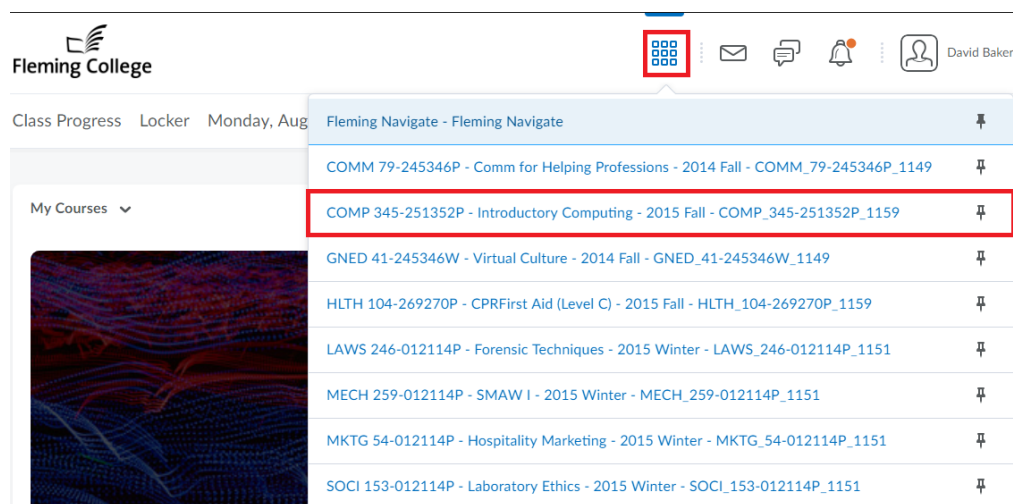 Fleming College
David Baker
Class Progress Locker Monday, Aug
My Courses
Fleming Navigate - Fleming Navigate
COMM 79-245346P - Comm for Helping Professions - 2014 Fall - COMM_79-245346P_1149
COMP 345-251352P - Introductory Computing - 2015 Fall - COMP_345-251352P_1159
GNED 41-245346W - Virtual Culture - 2014 Fall - GNED_41-245346W_1149
HLTH 104-269270P - CPRFirst Aid (Level C) - 2015 Fall - HLTH_104-269270P_1159
LAWS 246-012114P - Forensic Techniques - 2015 Winter - LAWS_246-012114P_1151
MECH 259-012114P - SMAW I - 2015 Winter - MECH_259-012114P_1151
MKTG 54-012114P - Hospitality Marketing - 2015 Winter - MKTG_54-012114P_1151
SOCI 153-012114P - Laboratory Ethics - 2015 Winter - SOCI_153-012114P_1151